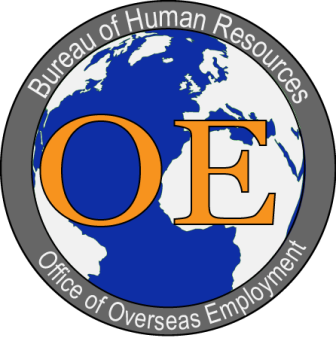 Bureau of Human Resources
OE
Office of Overseas Employment